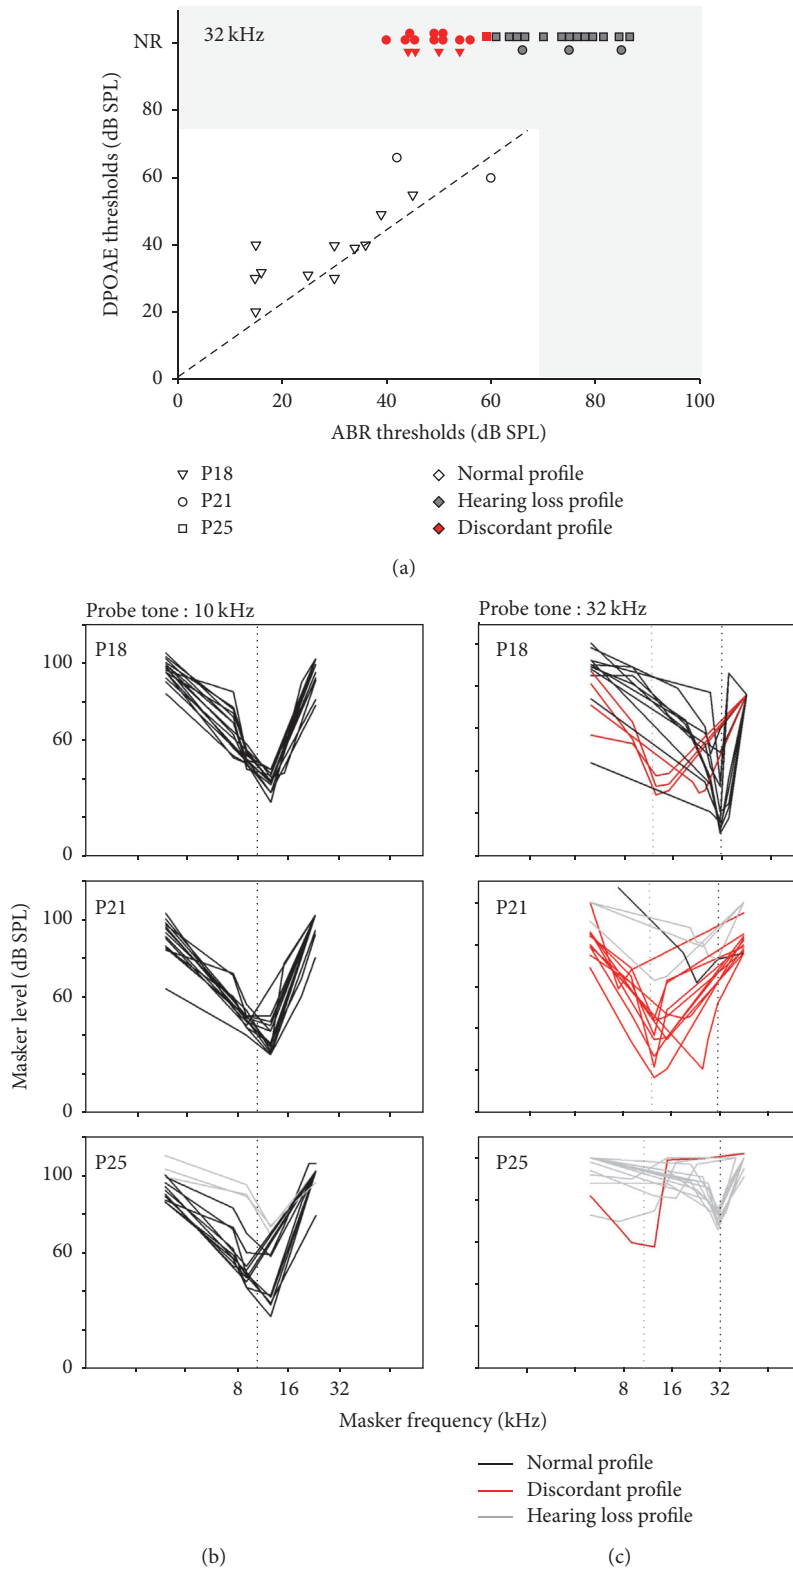 32 kHz
NR
80
60
40
20
0
DPOAE thresholds (dB SPL)
0 20 40 60 80 100
ABR thresholds (dB SPL)
P18
P21
P25
Normal profile
Hearing loss profile
Discordant profile
(a)
Probe tone : 10 kHz
P18
100
60
0
P21
100
60
0
P25
100
60
0
Masker level (dB SPL)
8 16 32
Probe tone : 32 kHz
P18
P21
P25
8 16 32
Masker frequency (kHz)
Normal profile
Discordant profile
Hearing loss profile
(b)
(c)